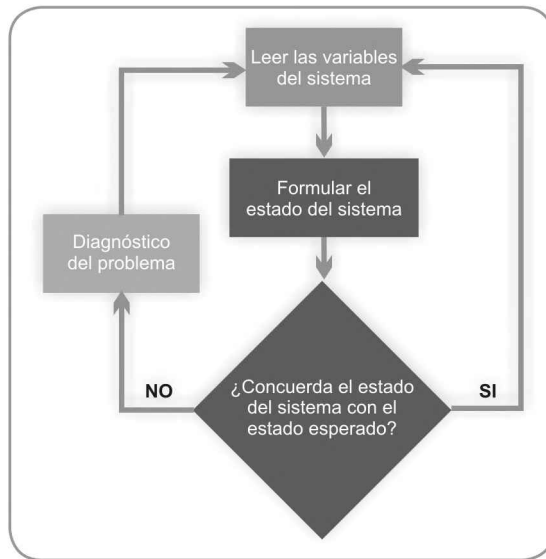 Leer las variables
del sistema
Formular el
estado del sistema
Diagnóstico
del problema
¿Concuerda el estado
del sistema con el
estado esperado?
NO
SI